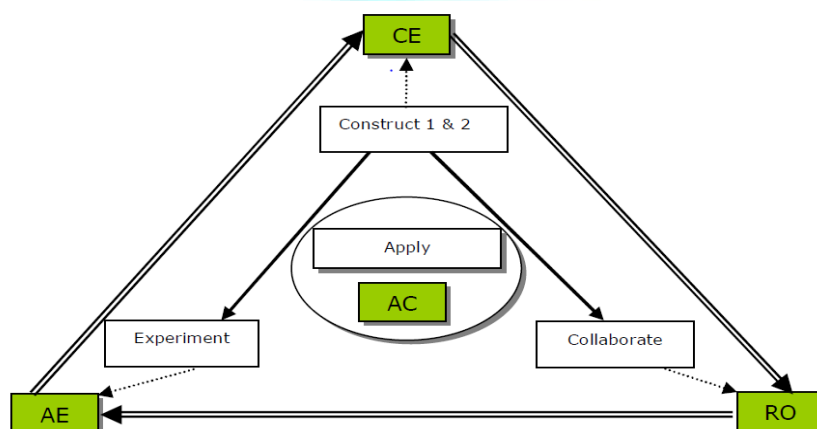 CE
Construct 1 & 2
Apply
AC
Experiment
Collaborate
AE
RO